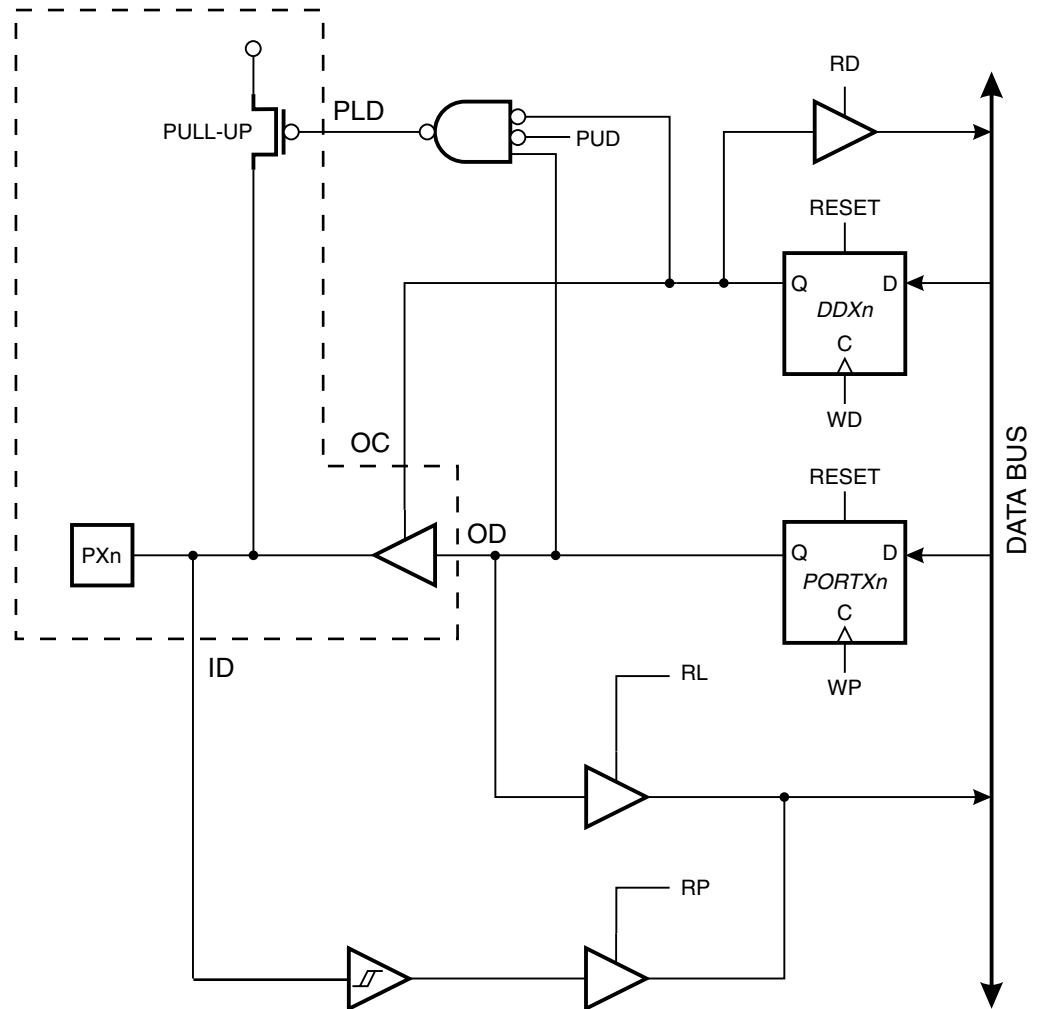 RD
PLD
PULL-UP
PUD
RESET
Q
D
DDXn
C
WD
OC
RESET
DATA BUS
OD
PXn
Q
D
PORTXn
C
ID
RL
WP
RP